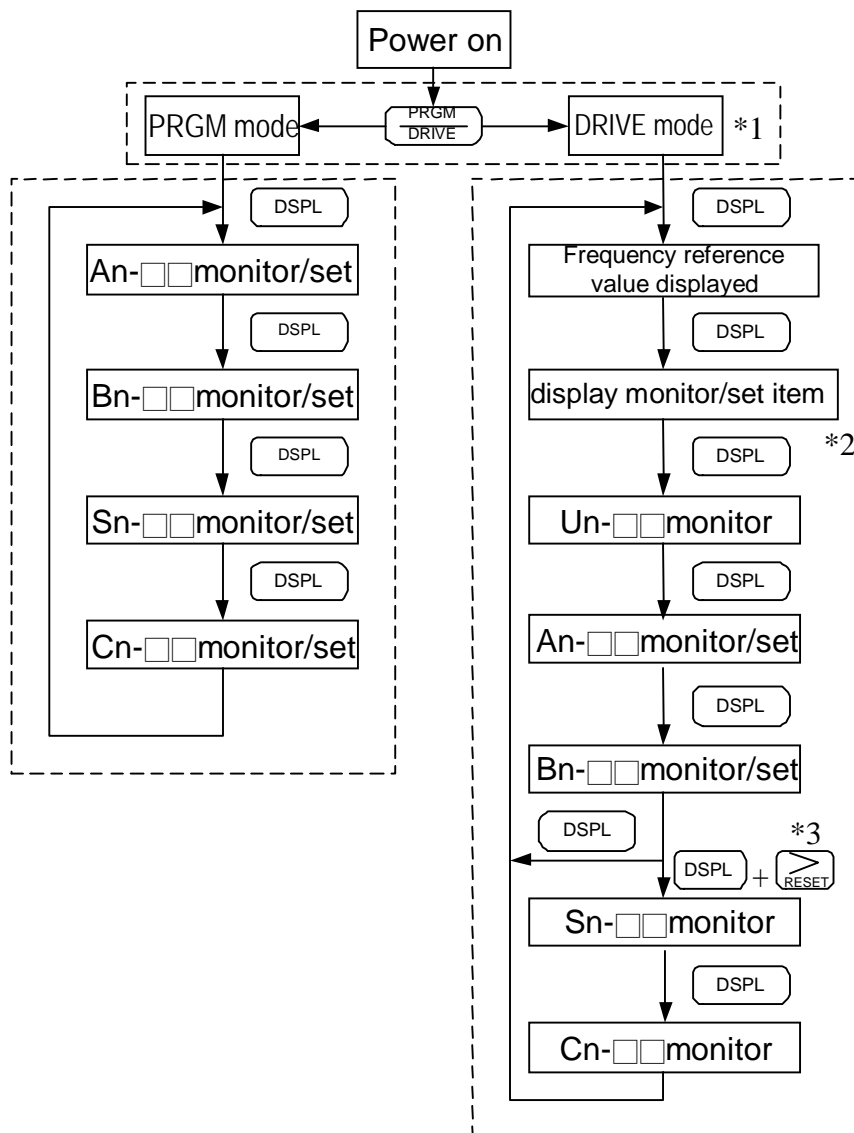 Power on
PRGM mode
PRGM
DRIVE
DRIVE mode
*1
DSPL
An-□□monitor/set
DSPL
Bn-□□monitor/set
DSPL
Sn-□□monitor/set
DSPL
Cn-□□monitor/set
DSPL
Frequency reference
value displayed
DSPL
display monitor/set item
*2
DSPL
Un-□□monitor
DSPL
An-□□monitor/set
DSPL
Bn-□□monitor/set
DSPL
*3
DSPL + >
RESET
Sn-□□monitor
DSPL
Cn-□□monitor